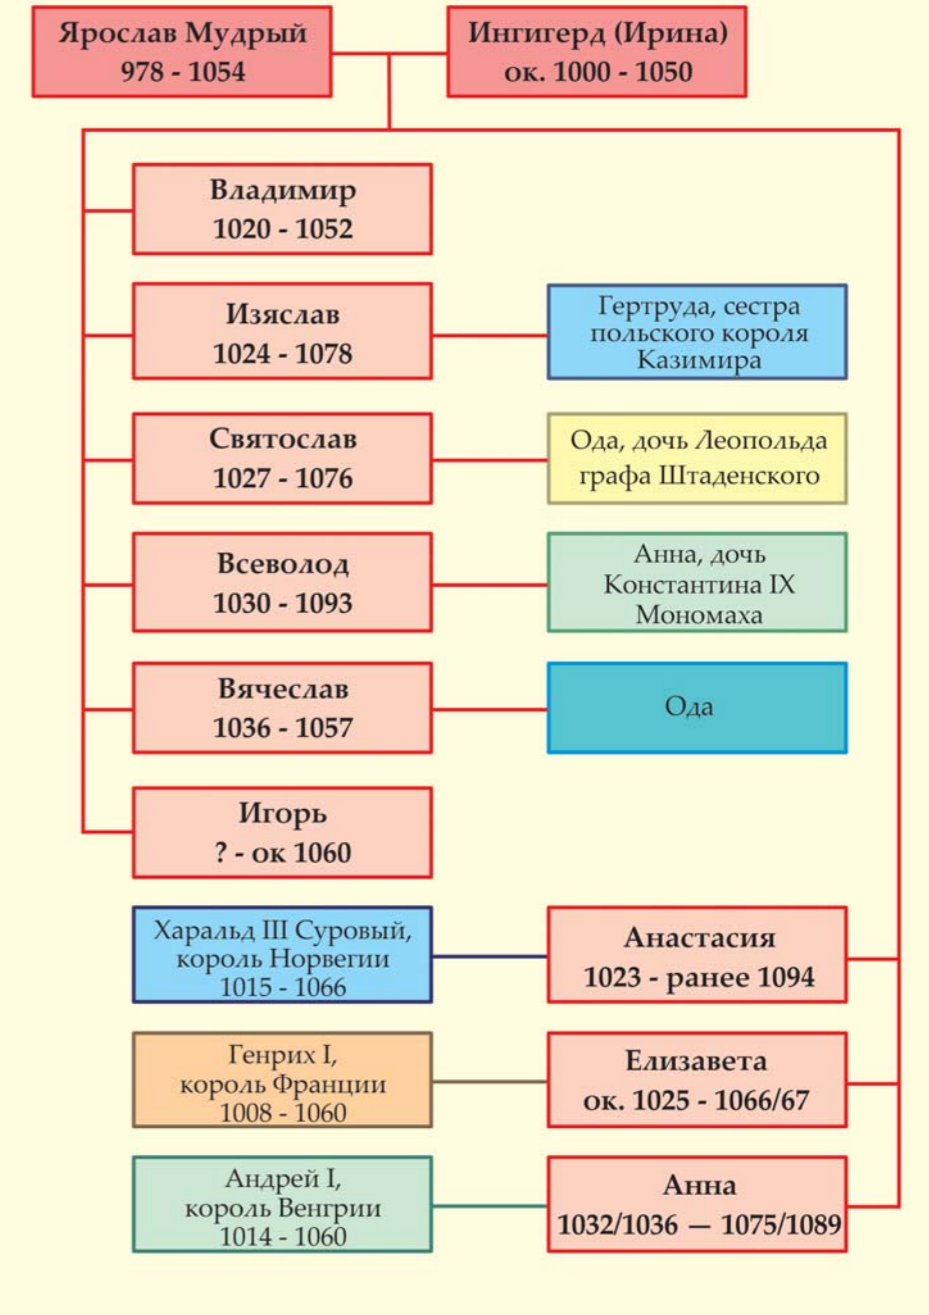 Ярослав Мудрый
978 - 1054
Ингигерд (Ирина)
ок. 1000 - 1050
Владимир
1020 - 1052
Изяслав
1024 - 1078
Гертруда, сестра
польского короля
Казимира
Святослав
1027 - 1076
Ода, дочь Леопольда
графа Штаденского
Всеволод
1030 - 1093
Анна, дочь
Константина IX
Мономаха
Вячеслав
1036 - 1057
Ода
Игорь
? - ок 1060
Харальд III Суровый,
король Норвегии
1015 - 1066
Анастасия
1023 - ранее 1094
Генрих I,
король Франции
1008 - 1060
Елизавета
ок. 1025 - 1066/67
Андрей I,
король Венгрии
1014 - 1060
Анна
1032/1036 — 1075/1089